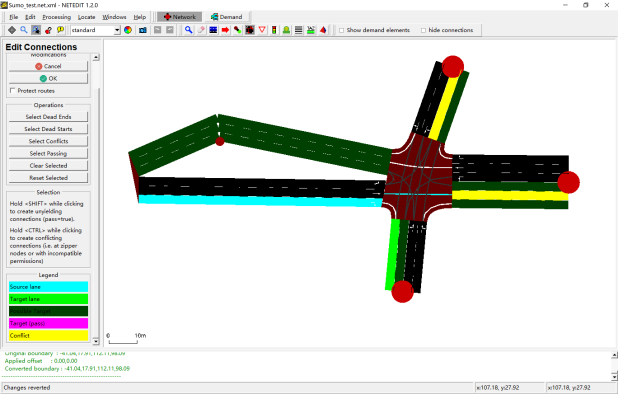 Sumo_test.net.xml - NETEDIT 1.2.0
File Edit Processing Locate Windows Help Network Demand
standard Show demand elements hide connections
Edit Connections
Modifications
Cancel
OK
Protect routes
Operations
Select Dead Ends
Select Dead Starts
Select Conflicts
Select Passing
Clear Selected
Reset Selected
Selection
Hold <SHIFT> while clicking
to create unyielding
connections (pass=true).
Hold <CTRL> while clicking
to create conflicting
connections (i.e. at zipper
nodes or with incompatible
permissions)
Legend
Source lane
Target lane
Possible Target
Target (pass)
Conflict
0 10m
Original boundary : -41.04,17.91,112.11,98.09
Applied offset : 0.00,0.00
Converted boundary : -41.04,17.91,112.11,98.09
Changes reverted
x:107.18, y:27.92 x:107.18, y:27.92